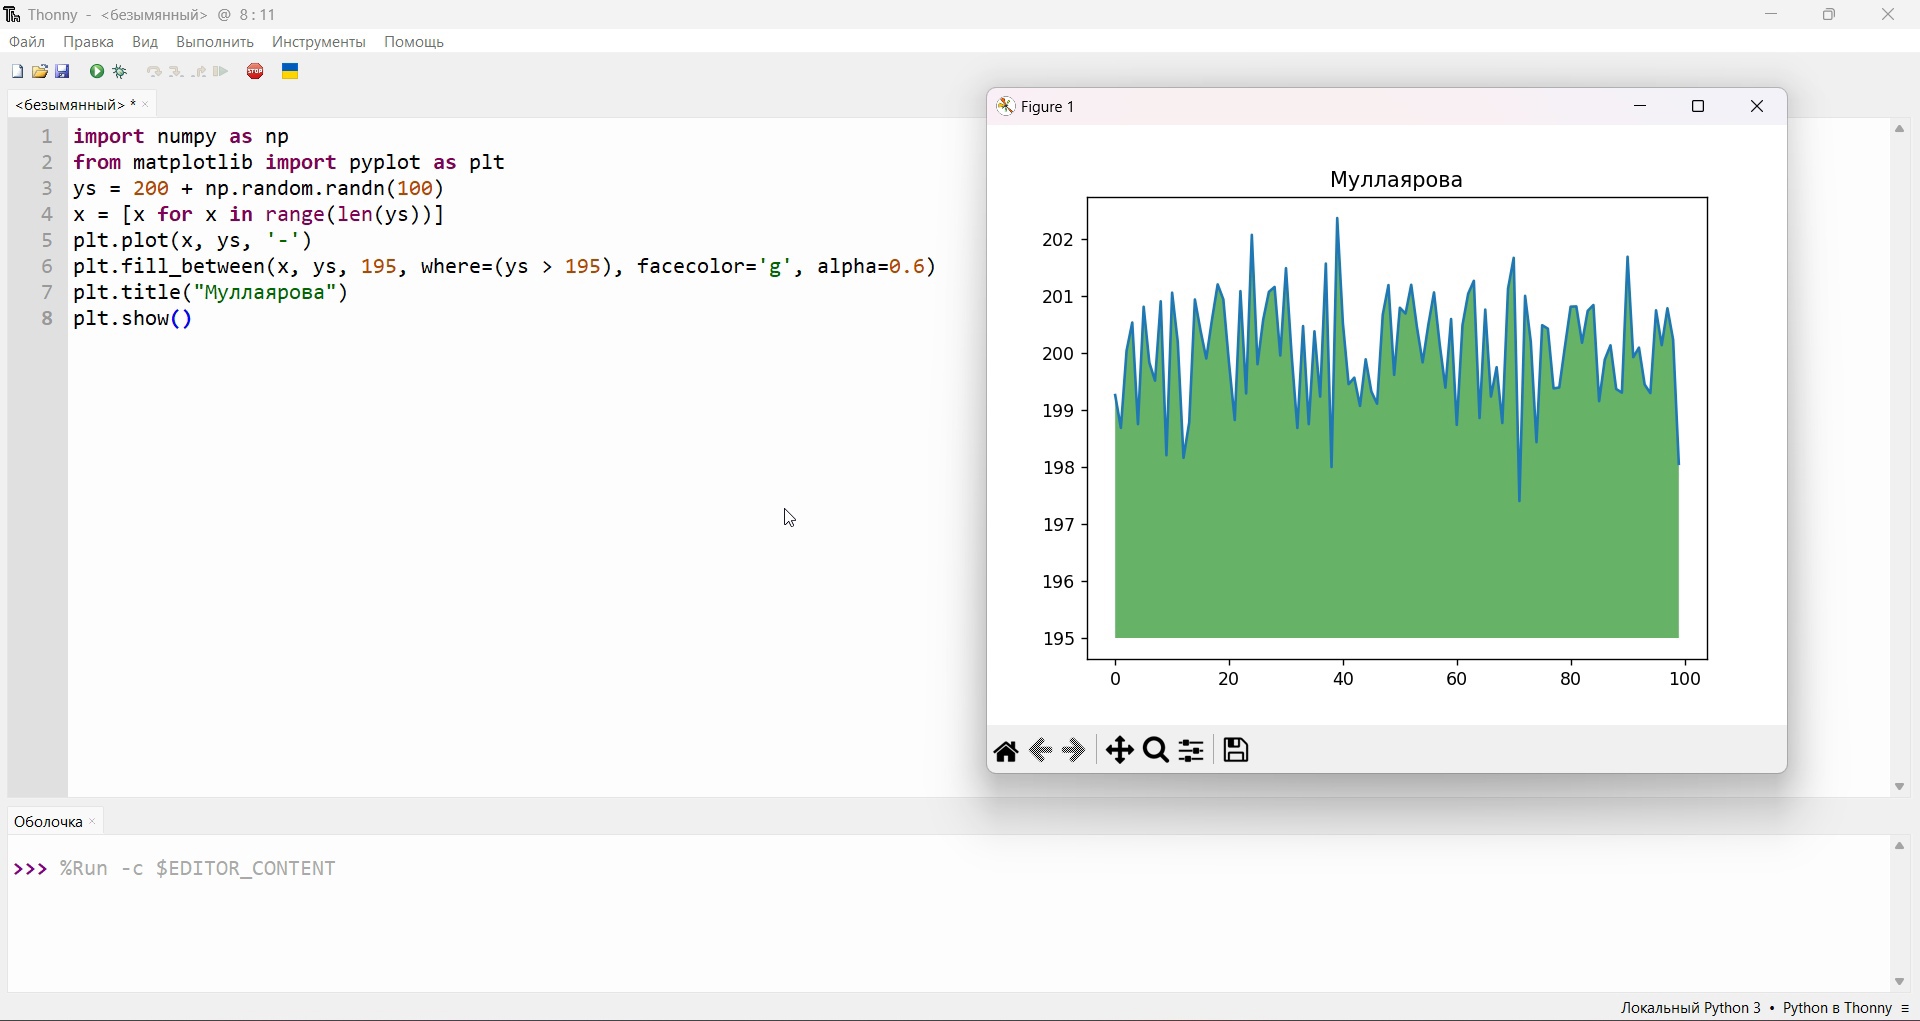 Thonny - <безымянный> @ 8:11
Файл Правка Вид Выполнить Инструменты Помощь
STOP
<безымянный> * ×
1 import numpy as np
2 from matplotlib import pyplot as plt
3 ys = 200 + np.random.randn(100)
4 x = [x for x in range(len(ys))]
5 plt.plot(x, ys, '-')
6 plt.fill_between(x, ys, 195, where=(ys > 195), facecolor='g', alpha=0.6)
7 plt.title("Муллаярова")
8 plt.show()
Figure 1
Муллаярова
202
201
200
199
198
197
196
195
0 20 40 60 80 100
Оболочка ×
>>> %Run -c $EDITOR_CONTENT
Локальный Python 3 • Python в Thonny ≡